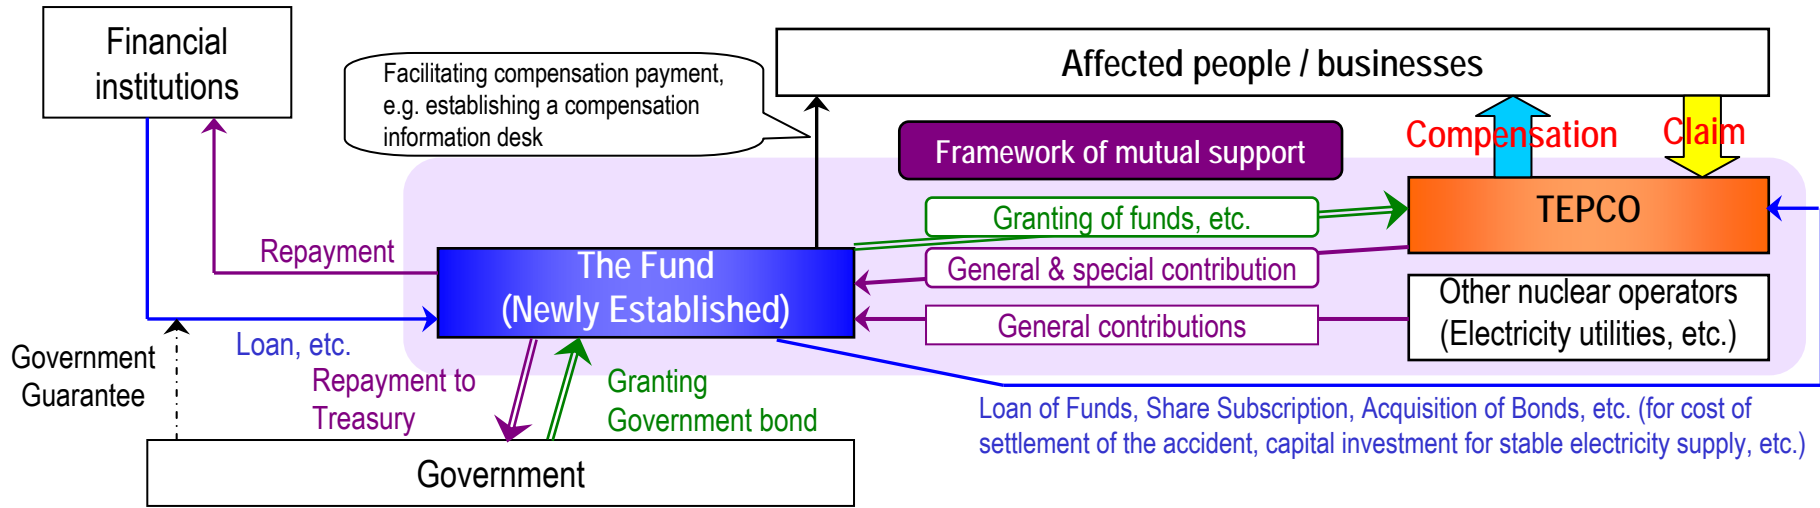 Financial
institutions
Facilitating compensation payment,
e.g. establishing a compensation
information desk
Affected people / businesses
Compensation
Claim
Framework of mutual support
Granting of funds, etc.
TEPCO
Repayment
The Fund
(Newly Established)
General & special contribution
General contributions
Other nuclear operators
(Electricity utilities, etc.)
Government
Guarantee
Loan, etc.
Repayment to
Treasury
Granting
Government bond
Loan of Funds, Share Subscription, Acquisition of Bonds, etc. (for cost of
settlement of the accident, capital investment for stable electricity supply, etc.)
Government